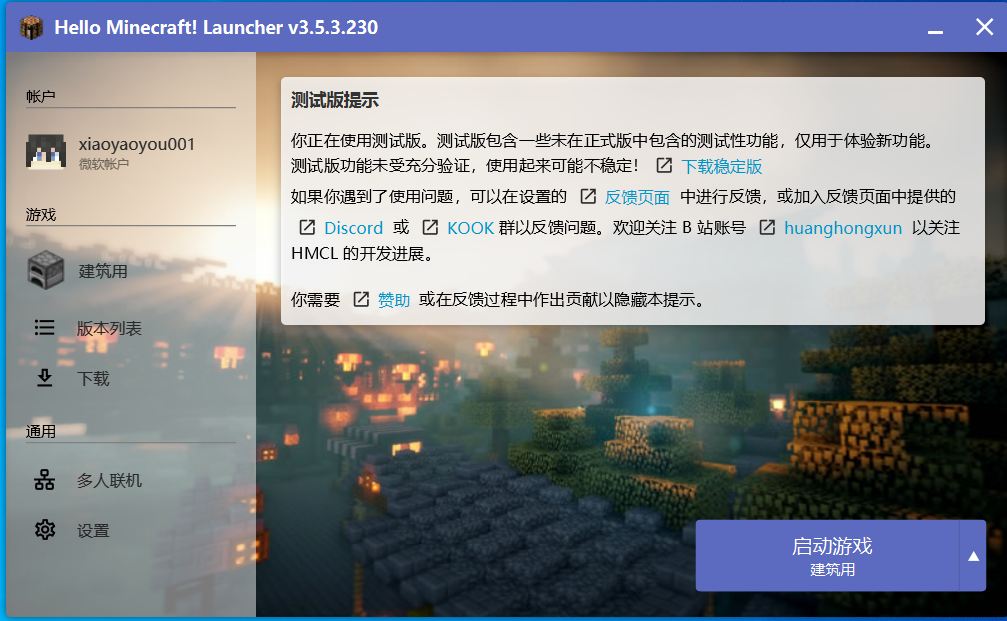 Hello Minecraft! Launcher v3.5.3.230
帐户
xiaoyaoyou001
微软帐户
游戏
建筑用
版本列表
下载
通用
多人联机
设置
测试版提示
你正在使用测试版。测试版包含一些未在正式版中包含的测试性功能，仅用于体验新功能。
测试版功能未受充分验证，使用起来可能不稳定！ 下载稳定版
如果你遇到了使用问题，可以在设置的 反馈页面 中进行反馈，或加入反馈页面中提供的
Discord 或 KOOK 群以反馈问题。欢迎关注 B 站账号 huanghongxun 以关注
HMCL 的开发进展。
你需要 赞助 或在反馈过程中作出贡献以隐藏本提示。
启动游戏
建筑用